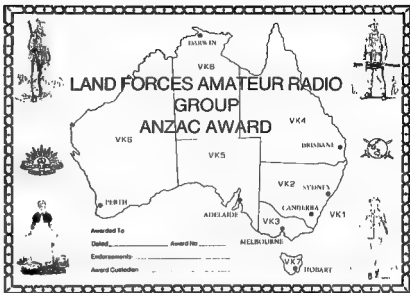 DARWIN
VK8
LAND FORCES AMATEUR RADIO
GROUP
ANZAC AWARD
VK4
VK6
BRISBANE
VK5
VK2
SYDNEY
PERTH
CANBERRA
ADELAIDE
VK3
VK1
Awarded To
MELBOURNE
Dated Award No
Endorsements
VK7
HOBART
Award Custodian